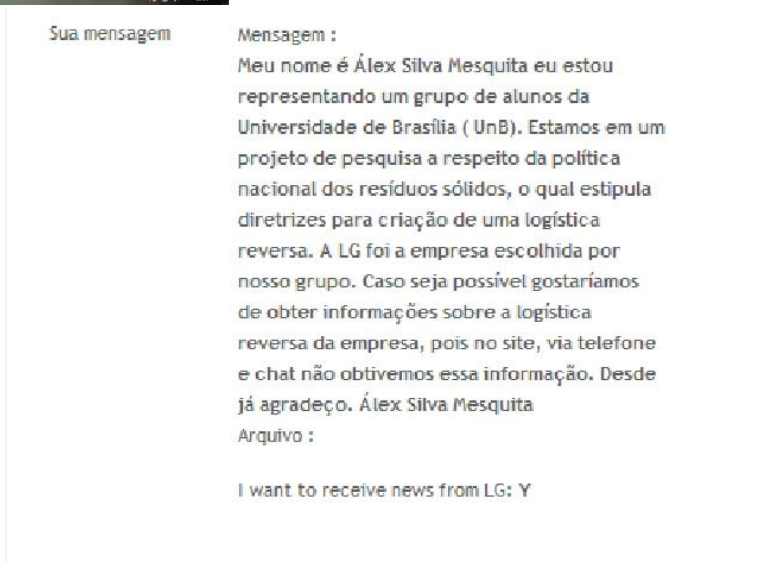 Sua mensagem
Mensagem :
Meu nome é Álex Silva Mesquita eu estou
representando um grupo de alunos da
Universidade de Brasília ( UnB). Estamos em um
projeto de pesquisa a respeito da política
nacional dos resíduos sólidos, o qual estipula
diretrizes para criação de uma logística
reversa. A LG foi a empresa escolhida por
nosso grupo. Caso seja possível gostaríamos
de obter informações sobre a logística
reversa da empresa, pois no site, via telefone
e chat não obtivemos essa informação. Desde
já agradeço. Álex Silva Mesquita
Arquivo :
I want to receive news from LG: Y